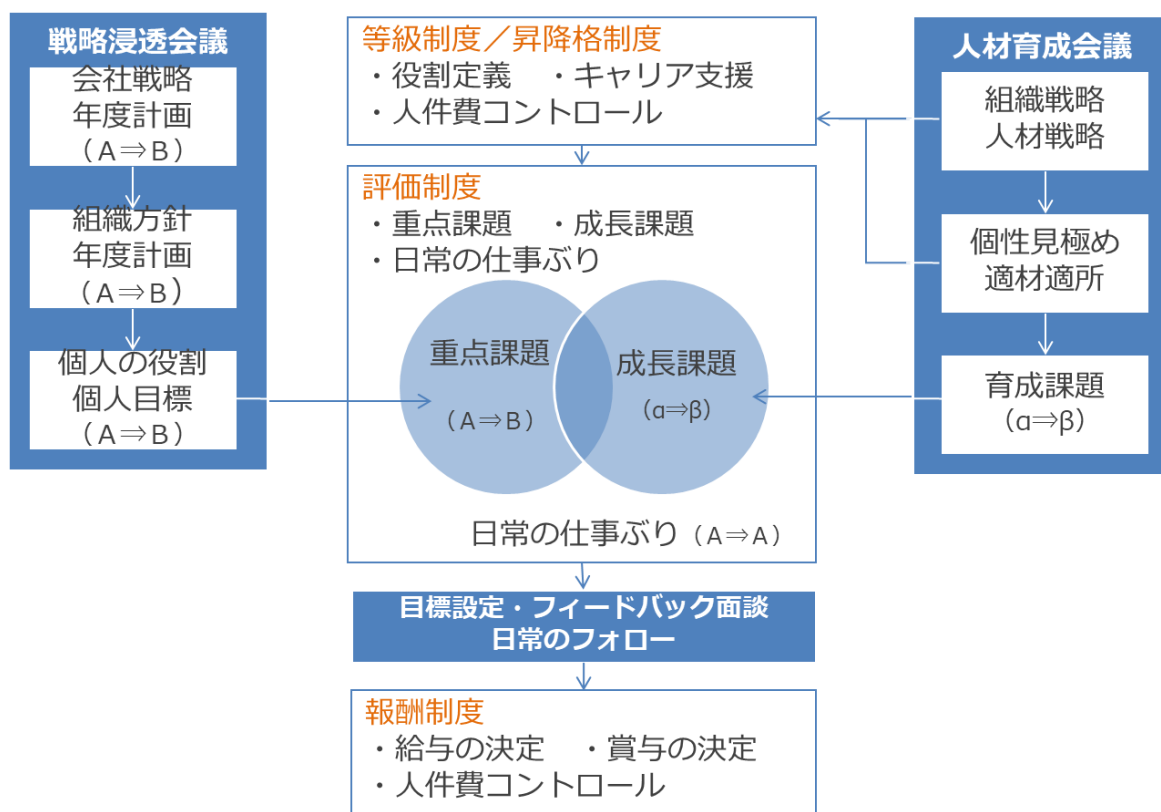 戦略浸透会議
会社戦略
年度計画
（A⇒B）
組織方針
年度計画
（A⇒B）
個人の役割
個人目標
（A⇒B）
等級制度／昇降格制度
・役割定義　・キャリア支援
・人件費コントロール
評価制度
・重点課題　・成長課題
・日常の仕事ぶり
重点課題
（A⇒B）
成長課題
（α⇒β）
日常の仕事ぶり（A⇒A）
目標設定・フィードバック面談
日常のフォロー
報酬制度
・給与の決定　・賞与の決定
・人件費コントロール
人材育成会議
組織戦略
人材戦略
個性見極め
適材適所
育成課題
（α⇒β）